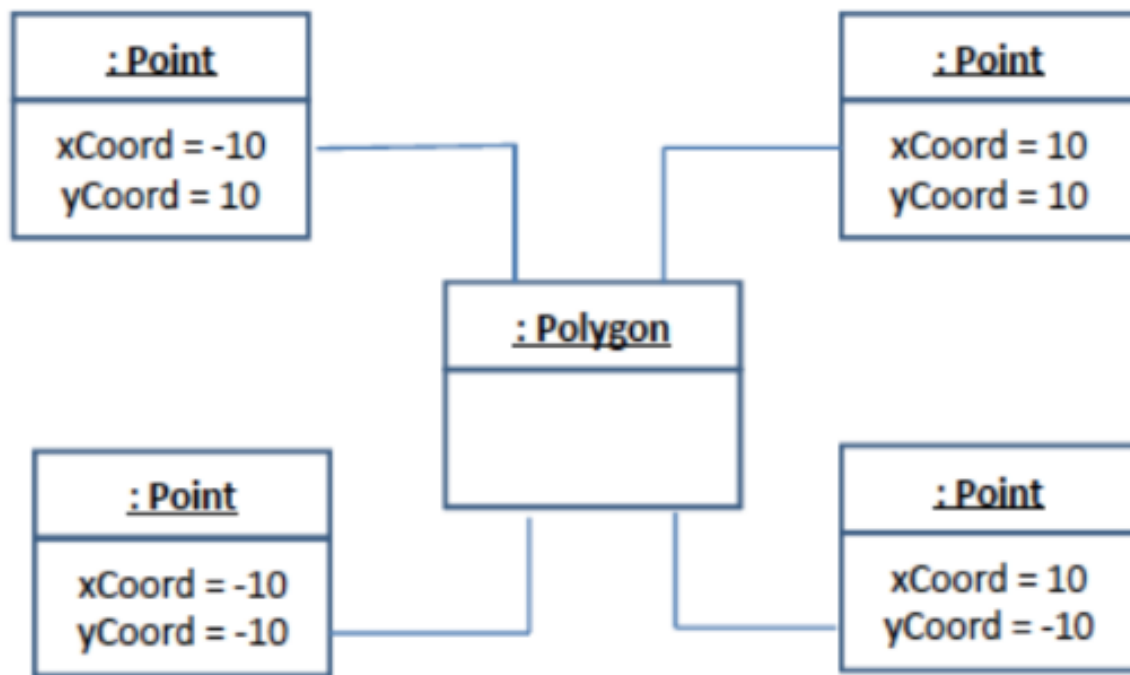 : Point
xCoord = -10
yCoord = 10
: Point
xCoord = 10
yCoord = 10
: Polygon
: Point
xCoord = -10
yCoord = -10
: Point
xCoord = 10
yCoord = -10